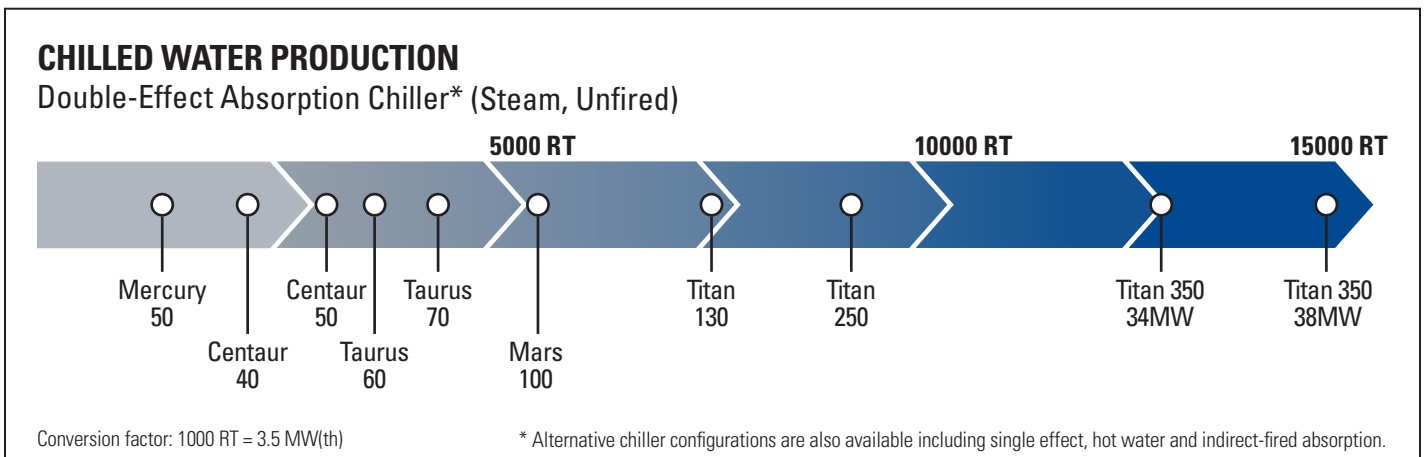 CHILLED WATER PRODUCTION
Double-Effect Absorption Chiller* (Steam, Unfired)
5000 RT
10000 RT
15000 RT
Mercury
50
Centaur
40
Centaur
50
Taurus
60
Taurus
70
Mars
100
Titan
130
Titan
250
Titan 350
34MW
Titan 350
38MW
Conversion factor: 1000 RT = 3.5 MW(th)
* Alternative chiller configurations are also available including single effect, hot water and indirect-fired absorption.